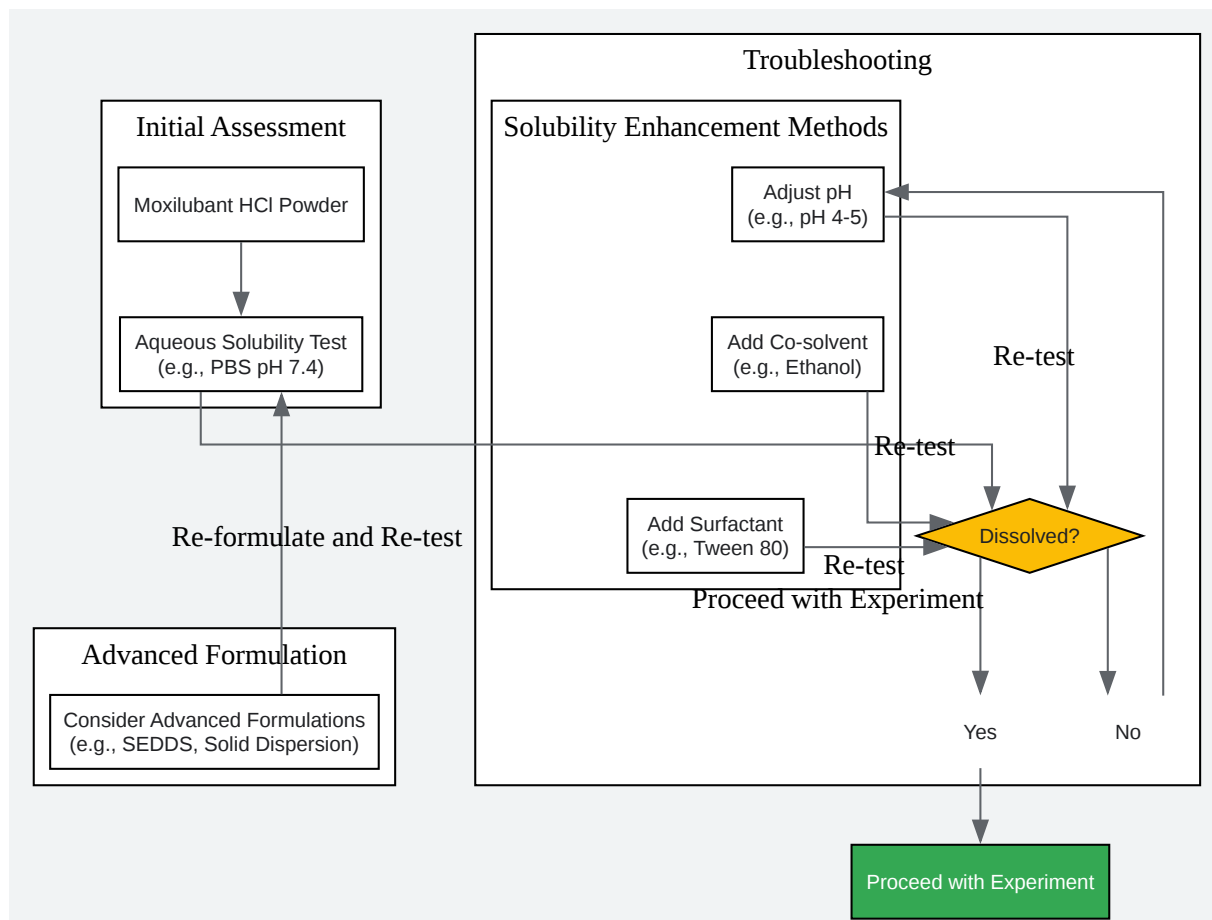 Troubleshooting
Initial Assessment
Solubility Enhancement Methods
Moxilubant HCl Powder
Adjust pH
(e.g., pH 4-5)
Aqueous Solubility Test
(e.g., PBS pH 7.4)
Add Co-solvent
(e.g., Ethanol)
Re-test
Re-test
Re-formulate and Re-test
Add Surfactant
(e.g., Tween 80)
Dissolved?
Re-test
Proceed with Experiment
Advanced Formulation
Consider Advanced Formulations
(e.g., SEDDS, Solid Dispersion)
Yes
No
Proceed with Experiment